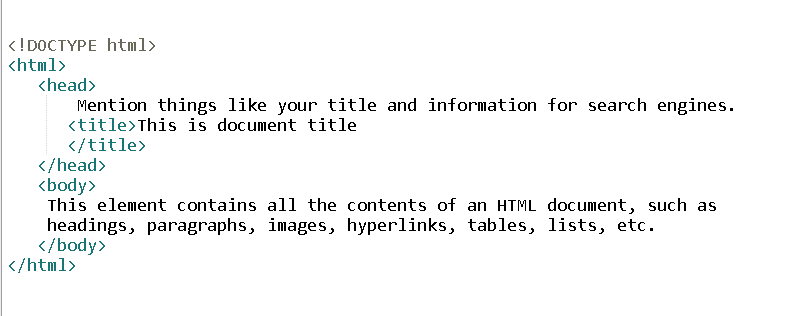 <!DOCTYPE html>
<html>
<head>
Mention things like your title and information for search engines.
<title>This is document title
</title>
</head>
<body>
This element contains all the contents of an HTML document, such as
headings, paragraphs, images, hyperlinks, tables, lists, etc.
</body>
</html>